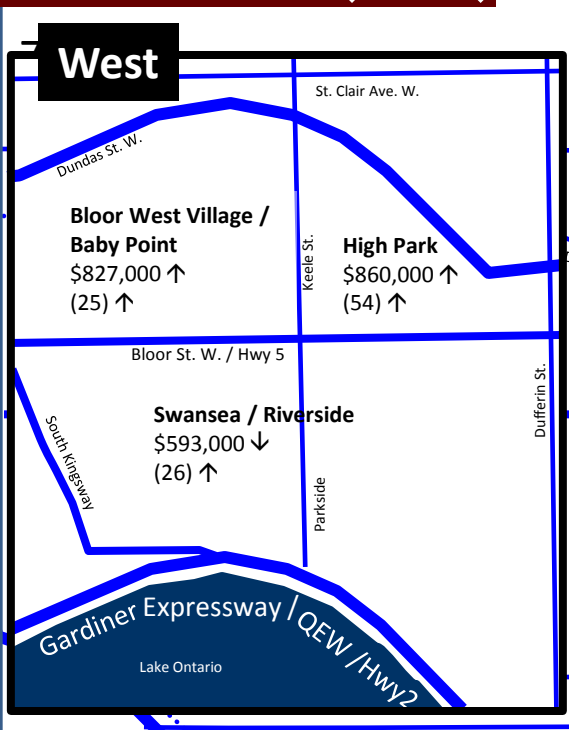 West
St. Clair Ave. W.
Dundas St. W.
Bloor West Village /
Baby Point
$827,000 ↑
(25) ↑
Keele St.
High Park
$860,000 ↑
(54) ↑
Bloor St. W. / Hwy 5
Dufferin St.
South Kingsway
Swansea / Riverside
$593,000 ↓
(26) ↑
Parkside
Gardiner Expressway / QEW /Hwy2
Lake Ontario